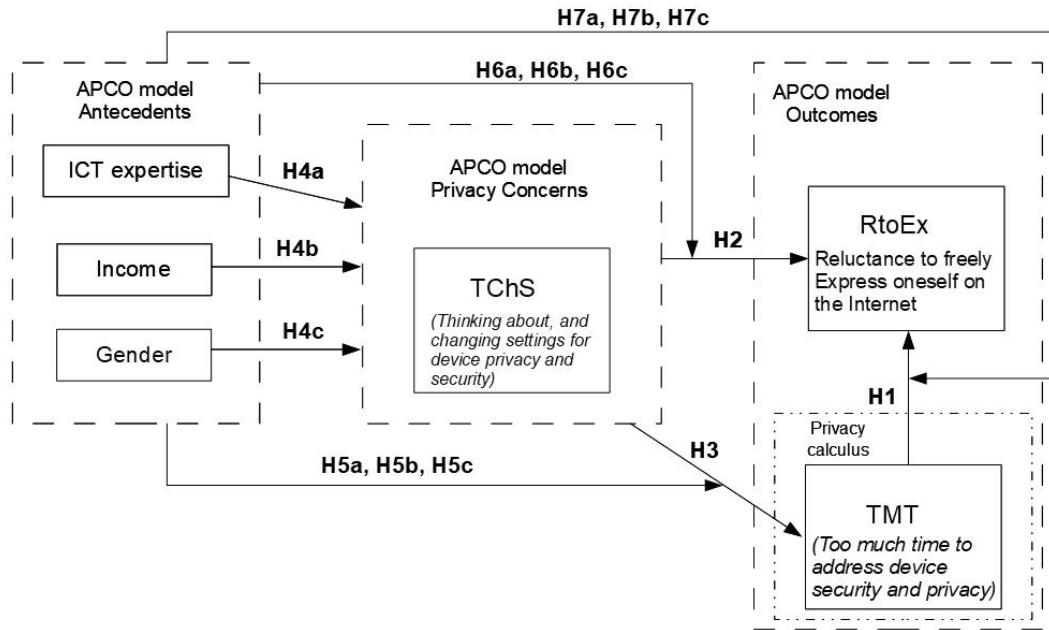 H7a, H7b, H7c
H6a, H6b, H6c
APCO model
Antecedents
ICT expertise
Income
Gender
H4a
H4b
H4c
APCO model
Privacy Concerns
TChS
(Thinking about, and
changing settings for
device privacy and
security)
H2
APCO model
Outcomes
RtoEx
Reluctance to freely
Express oneself on
the Internet
H1
H3
H5a, H5b, H5c
Privacy
calculus
TMT
(Too much time to
address device
security and privacy)